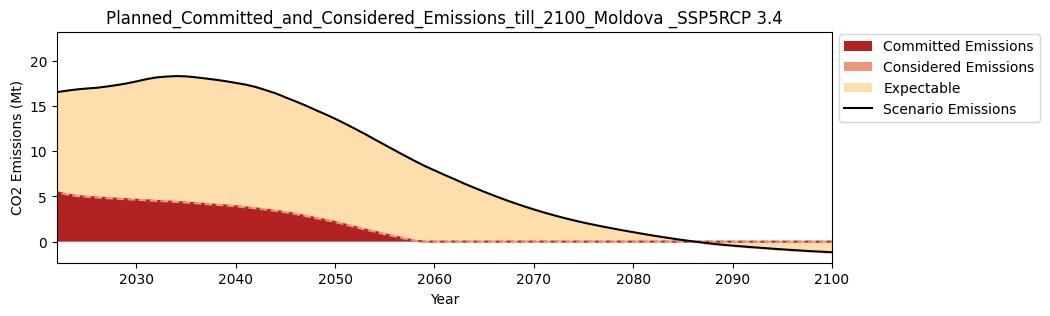 Planned_Committed_and_Considered_Emissions_till_2100_Moldova _SSP5RCP 3.4
Committed Emissions
Considered Emissions
Expectable
Scenario Emissions
CO2 Emissions (Mt)
20
15
10
5
0
2030
2040
2050
2060
2070
2080
2090
2100
Year